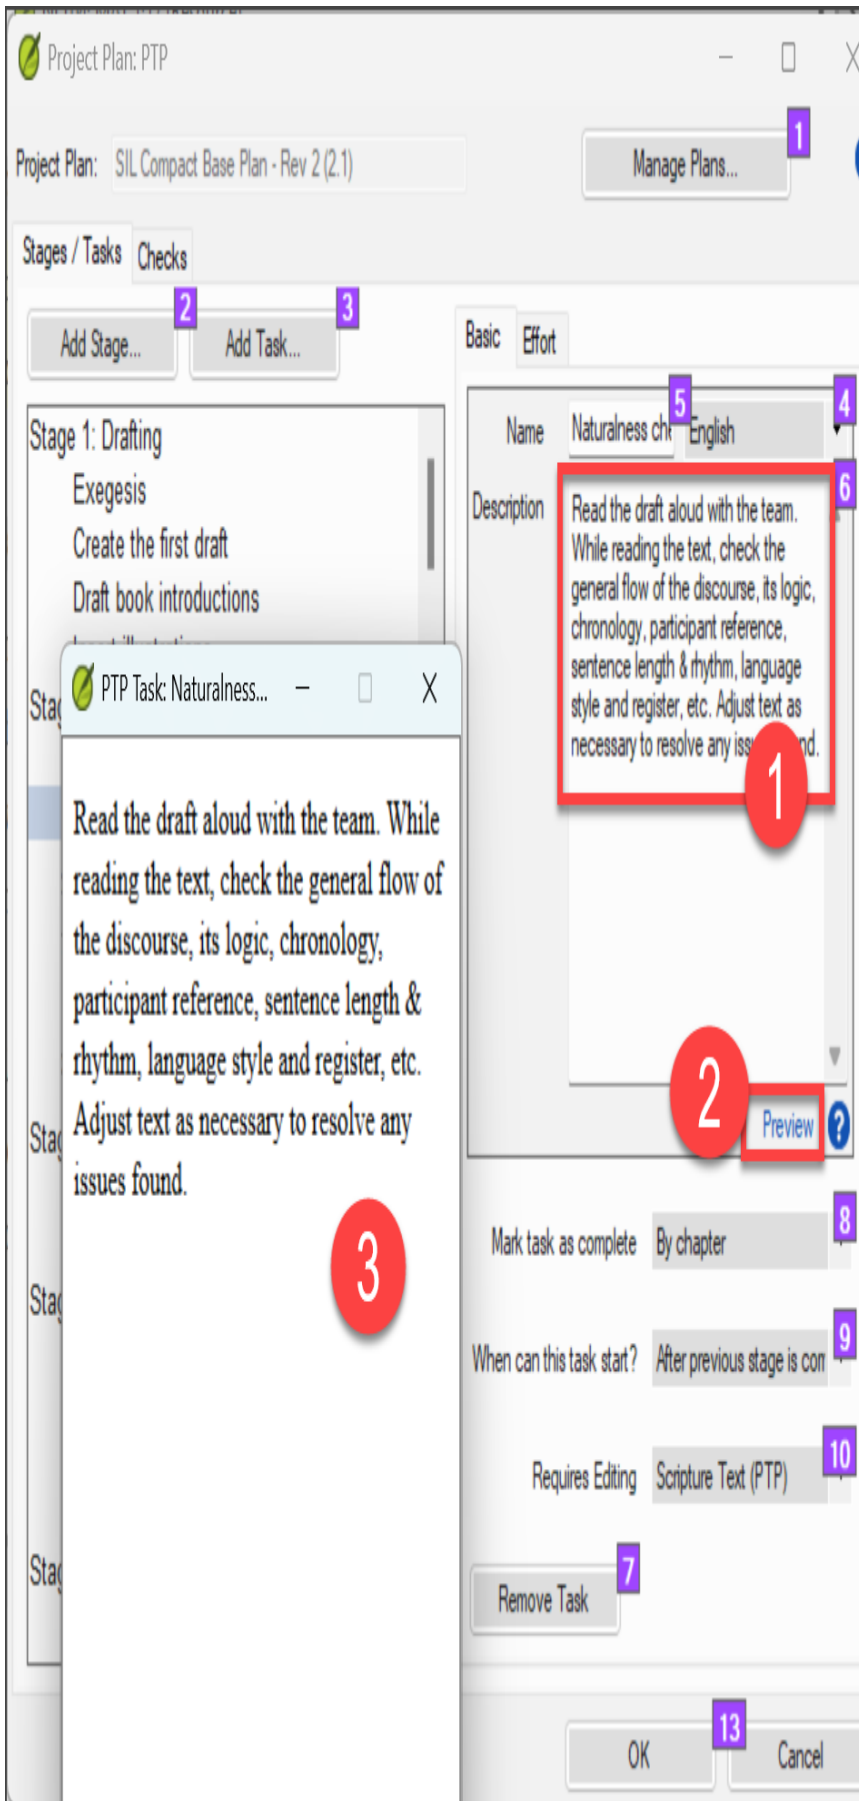 Project Plan: PTP
1
Project Plan: SIL Compact Base Plan - Rev 2 (2.1) Manage Plans...
Stages / Tasks Checks
2 3
Add Stage... Add Task...
Basic Effort
5 4
Name Naturalness English
6
Stage 1: Drafting
Exegesis
Create the first draft
Draft book introductions
Description
Read the draft aloud with the team.
While reading the text, check the
general flow of the discourse, its logic,
chronology, participant reference,
sentence length & rhythm, language
style and register, etc. Adjust text as
necessary to resolve any
1
PTP Task: Naturalness...
Read the draft aloud with the team. While
reading the text, check the general flow of
the discourse, its logic, chronology,
participant reference, sentence length &
rhythm, language style and register, etc.
Adjust text as necessary to resolve any
issues found.
3
2
Preview ?
8
Mark task as complete By chapter
9
When can this task start? After previous stage is
10
Requires Editing Scripture Text (PTP)
7
Remove Task
13
OK Cancel